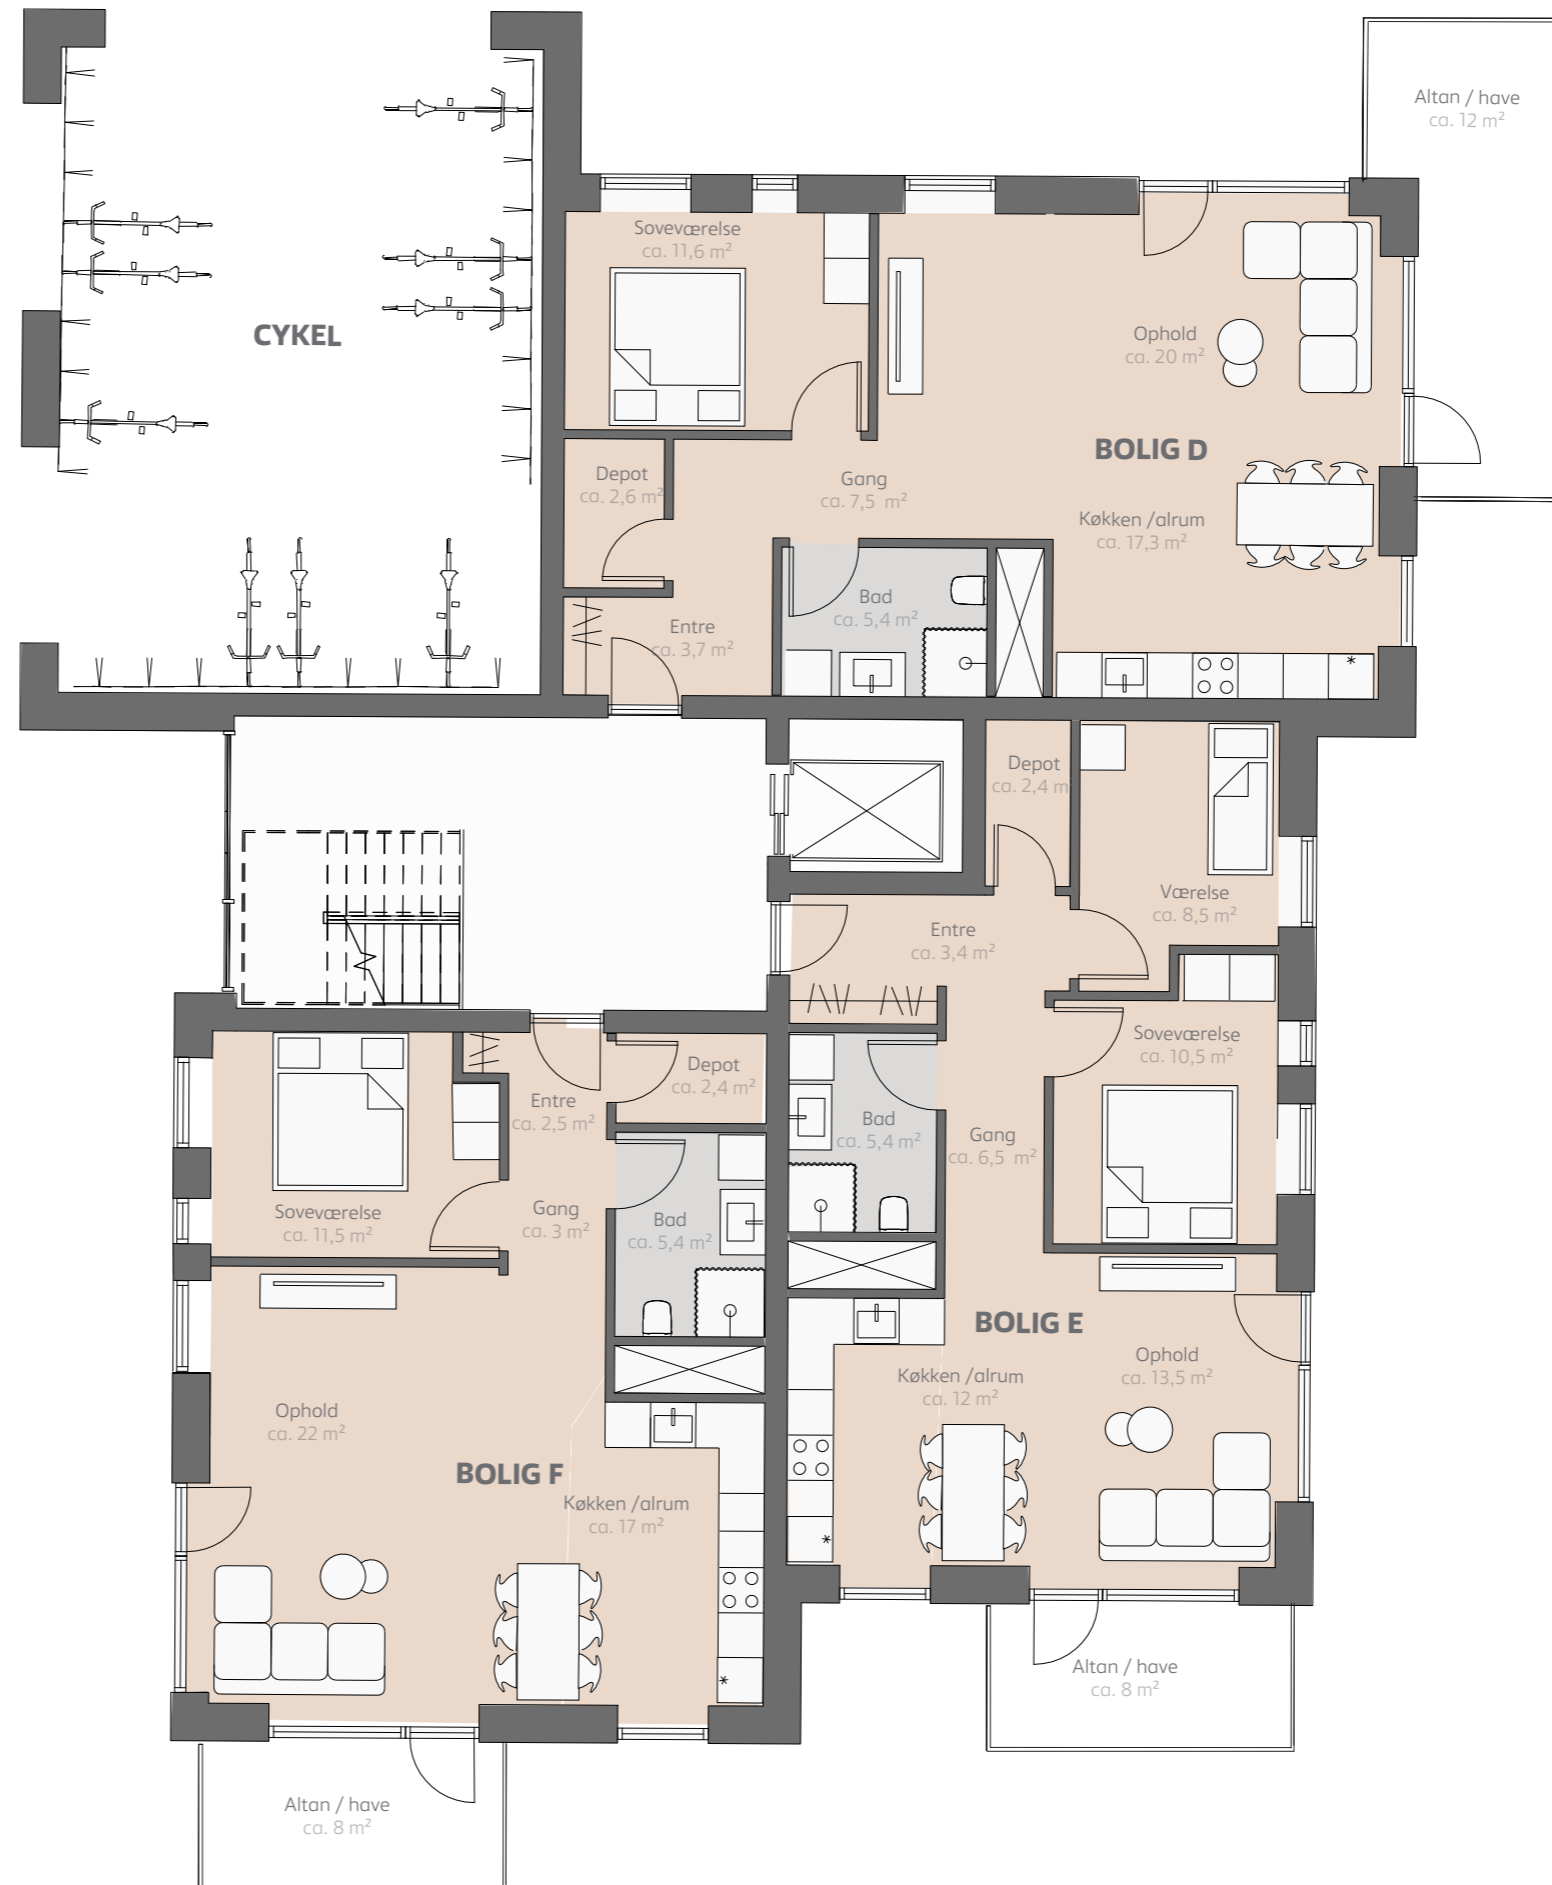 Altan / have
ca. 12 m²
Soveværelse
ca. 11,6 m²
CYKEL
Ophold
ca. 20 m²
BOLIG D
Depot
ca. 2,6 m²
Gang
ca. 7,5 m²
Køkken /alrum
ca. 17,3 m²
Bad
ca. 5,4 m²
Entre
ca. 3,7 m²
*
Depot
ca. 2,4 m
Værelse
ca. 8,5 m²
Entre
ca. 3,4 m²
Soveværelse
ca. 10,5 m²
Depot
ca. 2,4 m²
Entre
ca. 2,5 m²
Bad
ca. 5,4 m²
Gang
ca. 6,5 m²
Soveværelse
ca. 11,5 m²
Gang
ca. 3 m²
Bad
ca. 5,4 m²
BOLIG E
Ophold
ca. 13,5 m²
Køkken /alrum
ca. 12 m²
Ophold
ca. 22 m²
BOLIG F
Køkken /alrum
ca. 17 m²
*
*
Altan / have
ca. 8 m²
Altan / have
ca. 8 m²